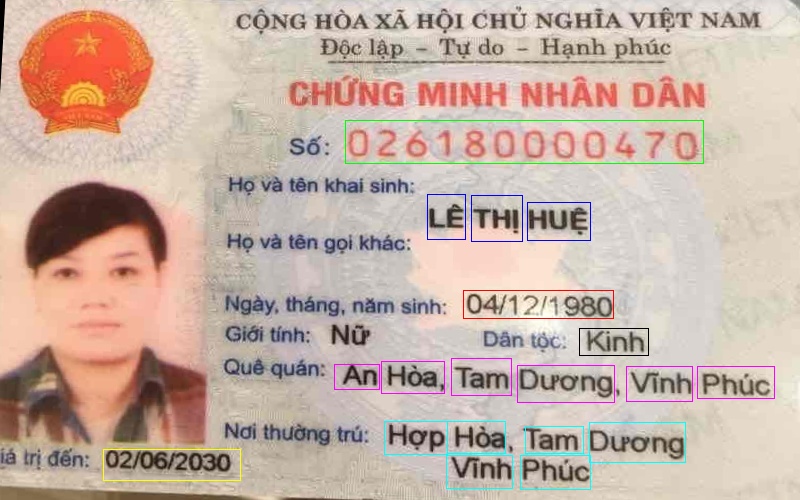 CỘNG HÒA XÃ HỘI CHỦ NGHĨA VIỆT NAM
Độc lập - Tự do - Hạnh phúc
CHỨNG MINH NHÂN DÂN
Số: 026180000470
Họ và tên khai sinh:
LÊ THỊ HUỆ
Họ và tên gọi khác:
Ngày, tháng, năm sinh: 04/12/1980
Giới tính: Nữ Dân tộc: Kinh
Quê quán: An Hòa, Tam Dương, Vĩnh Phúc
Nơi thường trú: Hợp Hòa, Tam Dương
Vĩnh Phúc
iá trị đến: 02/06/2030